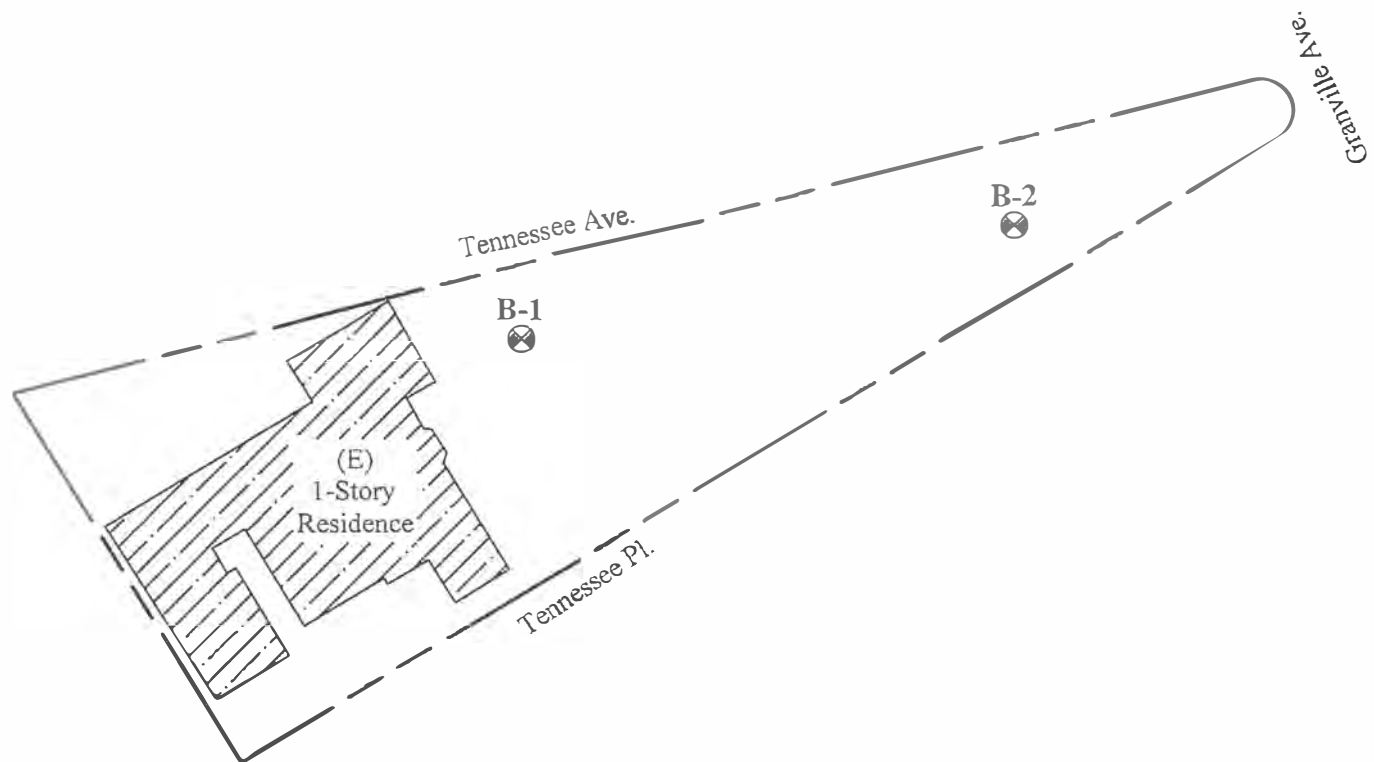 Granville Ave.
B-2
Tennessee Ave.
B-1
(E)
1-Story
Residence
Tennessee Pl.